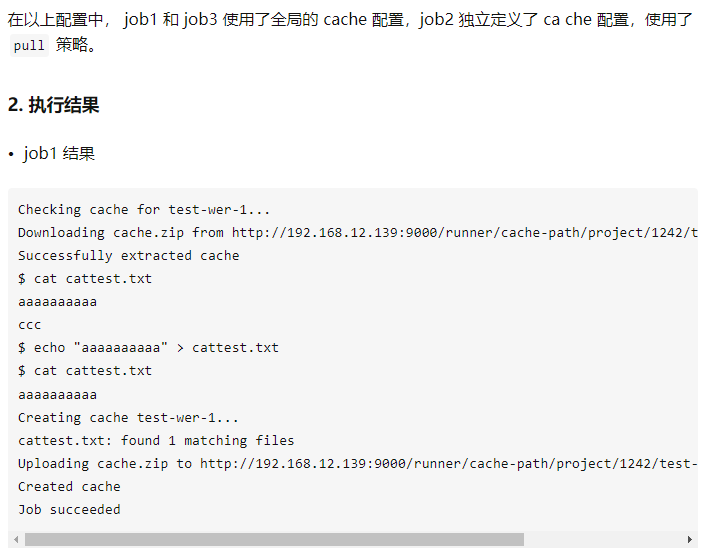 在以上配置中， job1 和 job3 使用了全局的 cache 配置，job2 独立定义了 ca che 配置，使用了
pull 策略。
2. 执行结果
• job1 结果
Checking cache for test-wer-1...
Downloading cache.zip from http://192.168.12.139:9000/runner/cache-path/project/1242/t
Successfully extracted cache
$ cat cattest.txt
aaaaaaaaaa
ccc
$ echo "aaaaaaaaaa" > cattest.txt
$ cat cattest.txt
aaaaaaaaaa
Creating cache test-wer-1...
cattest.txt: found 1 matching files
Uploading cache.zip to http://192.168.12.139:9000/runner/cache-path/project/1242/test-
Created cache
Job succeeded